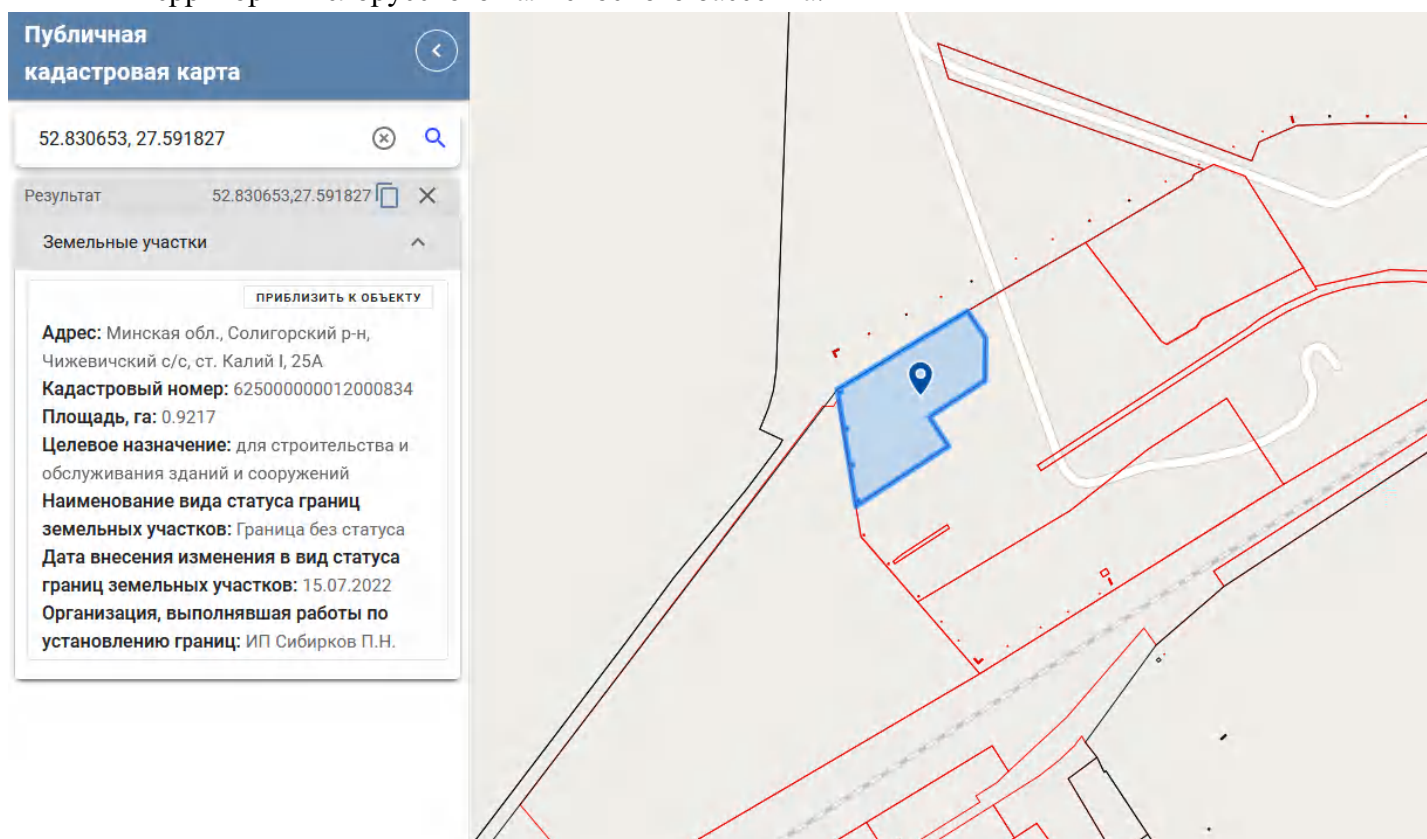 Публичная
кадастровая карта
52.830653, 27.591827
Результат 52.830653,27.591827
Земельные участки
ПРИБЛИЗИТЬ К ОБЪЕКТУ
Адрес: Минская обл., Солигорский р-н,
Чижевичский с/с, ст. Калий I, 25А
Кадастровый номер: 625000000012000834
Площадь, га: 0.9217
Целевое назначение: для строительства и
обслуживания зданий и сооружений
Наименование вида статуса границ
земельных участков: Граница без статуса
Дата внесения изменения в вид статуса
границ земельных участков: 15.07.2022
Организация, выполнявшая работы по
установлению границ: ИП Сибирков П.Н.